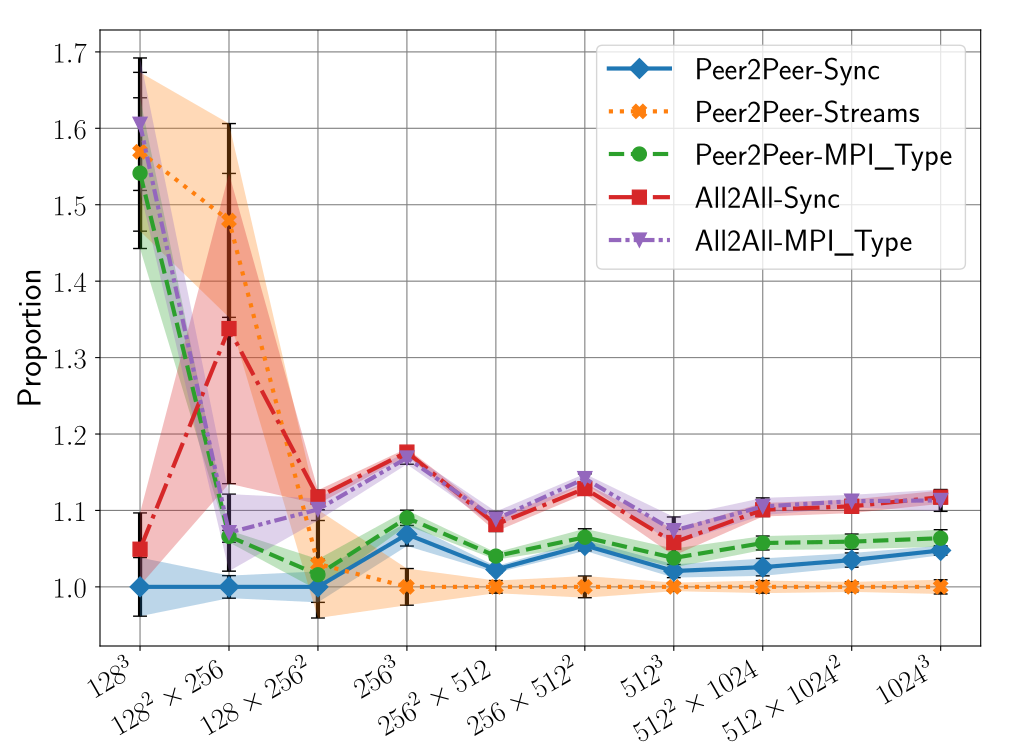 Proportion
1.7
1.6
1.5
1.4
1.3
1.2
1.1
1.0
Peer2Peer-Sync
Peer2Peer-Streams
Peer2Peer-MPI_Type
All2All-Sync
All2All-MPI_Type
128³
128² × 256
128 × 256²
256³
256² × 512
256 × 512²
512³
512² × 1024
512 × 1024²
1024³